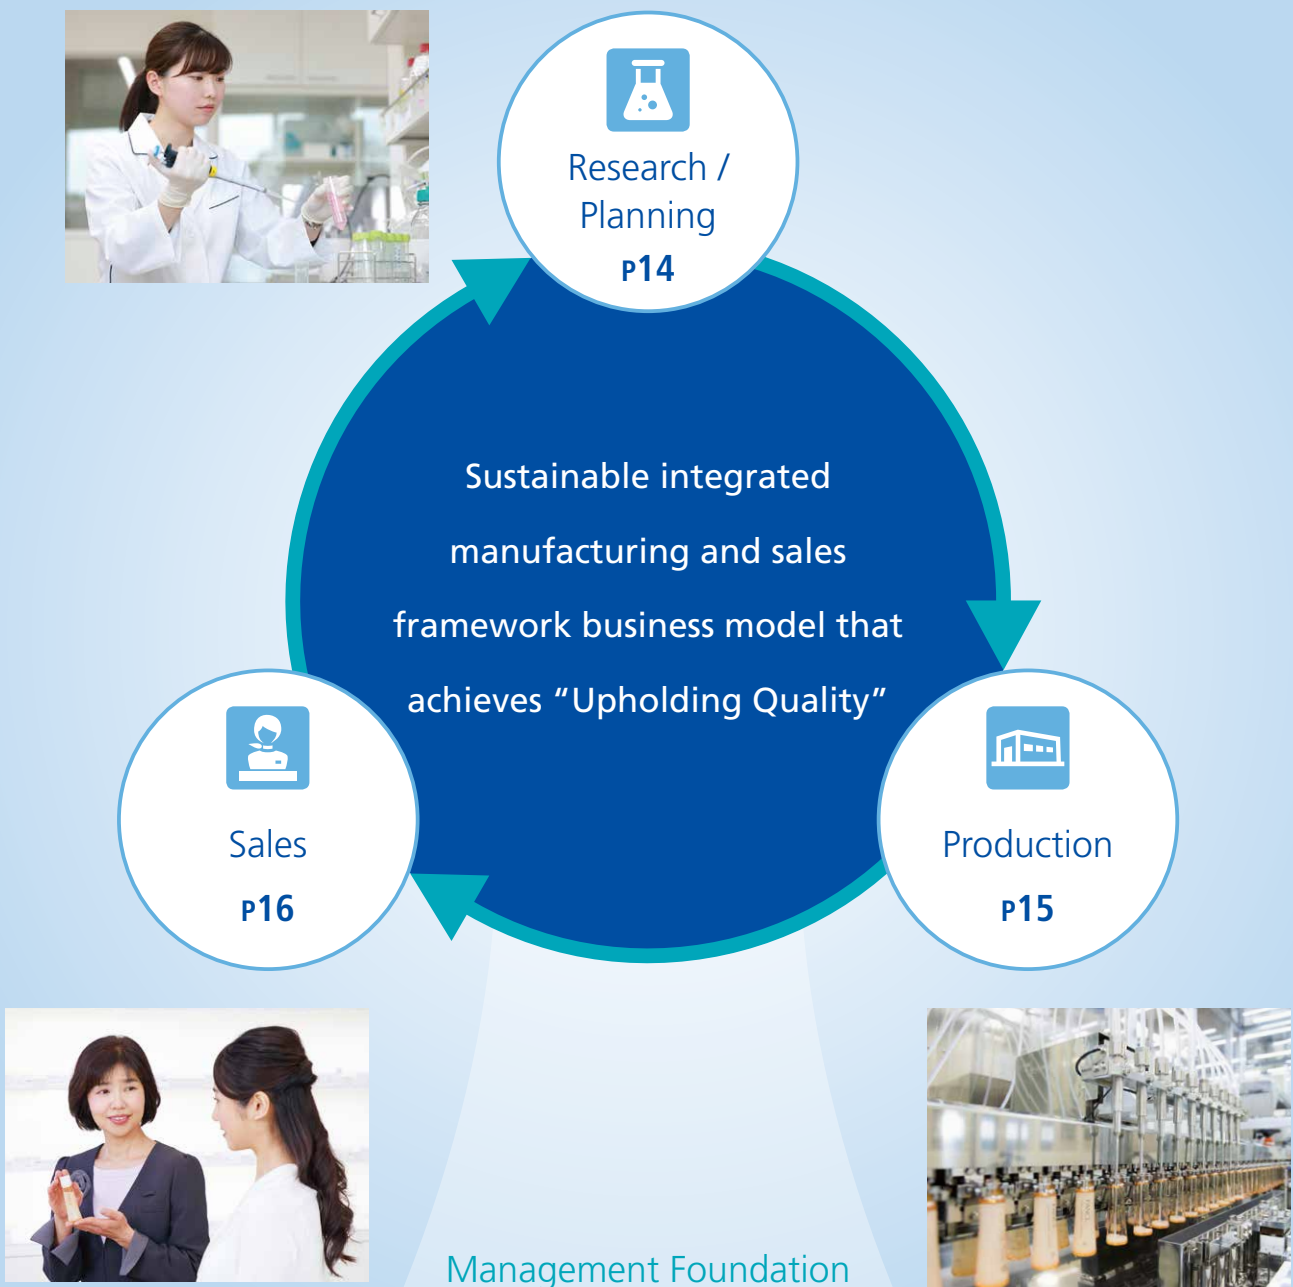 Research /
Planning
P14
Sustainable integrated
manufacturing and sales
framework business model that
achieves “Upholding Quality”
Sales
P16
Production
P15
Management Foundation